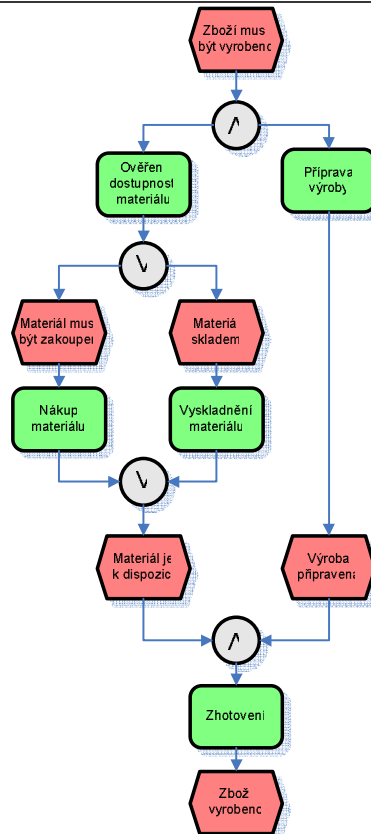 Zboží mus
být vyrobeno
Λ
Ověřen
dostupnost
materiálu
Příprava
výroby
V
Materiál mus
být zakoupen
Materiá
skladem
Nákup
materiálu
Vyskladnění
materiálu
V
Materiál je
k dispozic
Výroba
připravena
Λ
Zhotovení
Zbož
vyrobeno